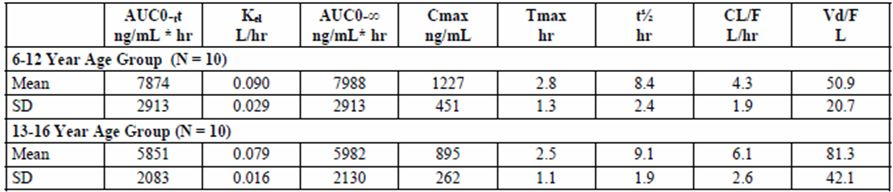 AUC0-t Kel AUC0-∞ Cmax Tmax t½ CL/F Vd/F
ng/mL * hr L/hr ng/mL* hr ng/mL hr hr L/hr L
6-12 Year Age Group (N = 10)
Mean 7874 0.090 7988 1227 2.8 8.4 4.3 50.9
SD 2913 0.029 2913 451 1.3 2.4 1.9 20.7
13-16 Year Age Group (N = 10)
Mean 5851 0.079 5982 895 2.5 9.1 6.1 81.3
SD 2083 0.016 2130 262 1.1 1.9 2.6 42.1